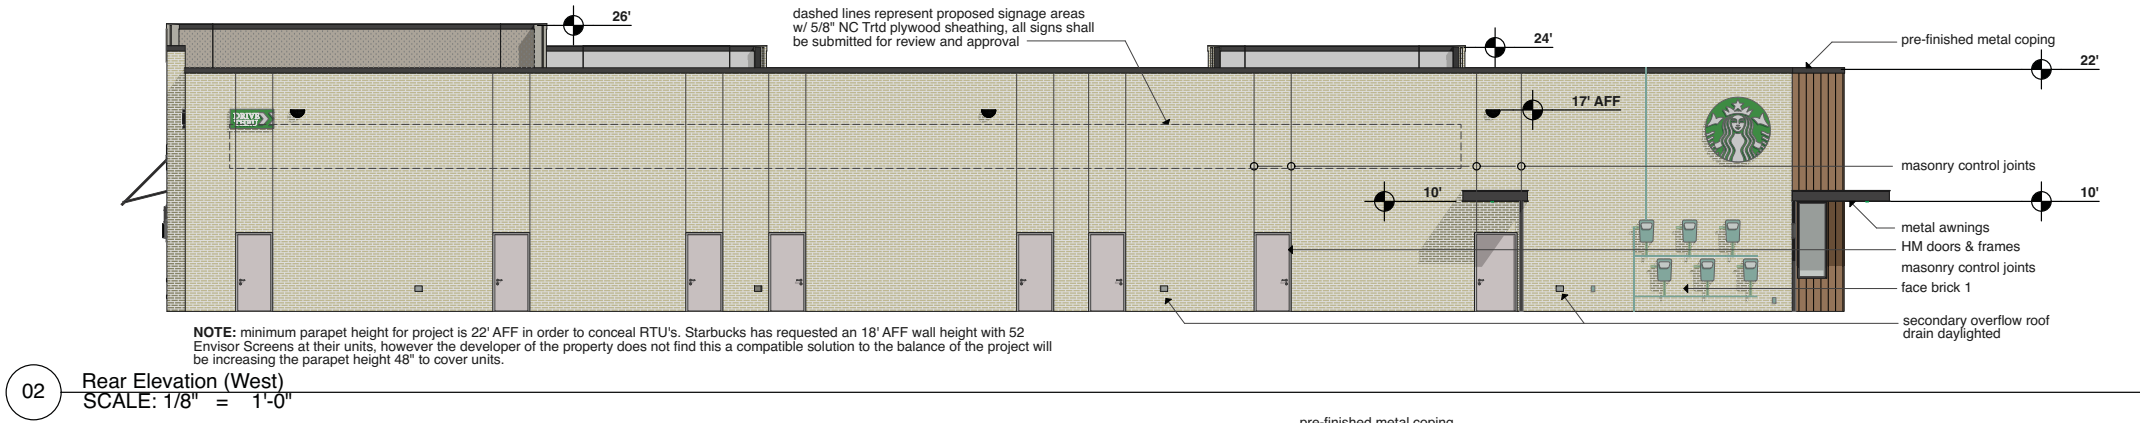 26'
dashed lines represent proposed signage areas
w/ 5/8" NC Trtd plywood sheathing, all signs shall
be submitted for review and approval
24'
pre-finished metal coping
22'
17' AFF
DRIVE
THRU
masonry control joints
10'
10'
metal awnings
HM doors & frames
masonry control joints
face brick 1
secondary overflow roof
drain daylighted
NOTE: minimum parapet height for project is 22' AFF in order to conceal RTU's. Starbucks has requested an 18' AFF wall height with 52
Envisor Screens at their units, however the developer of the property does not find this a compatible solution to the balance of the project will
be increasing the parapet height 48" to cover units.
02
Rear Elevation (West)
SCALE: 1/8" = 1'-0"
pre-finished metal coping